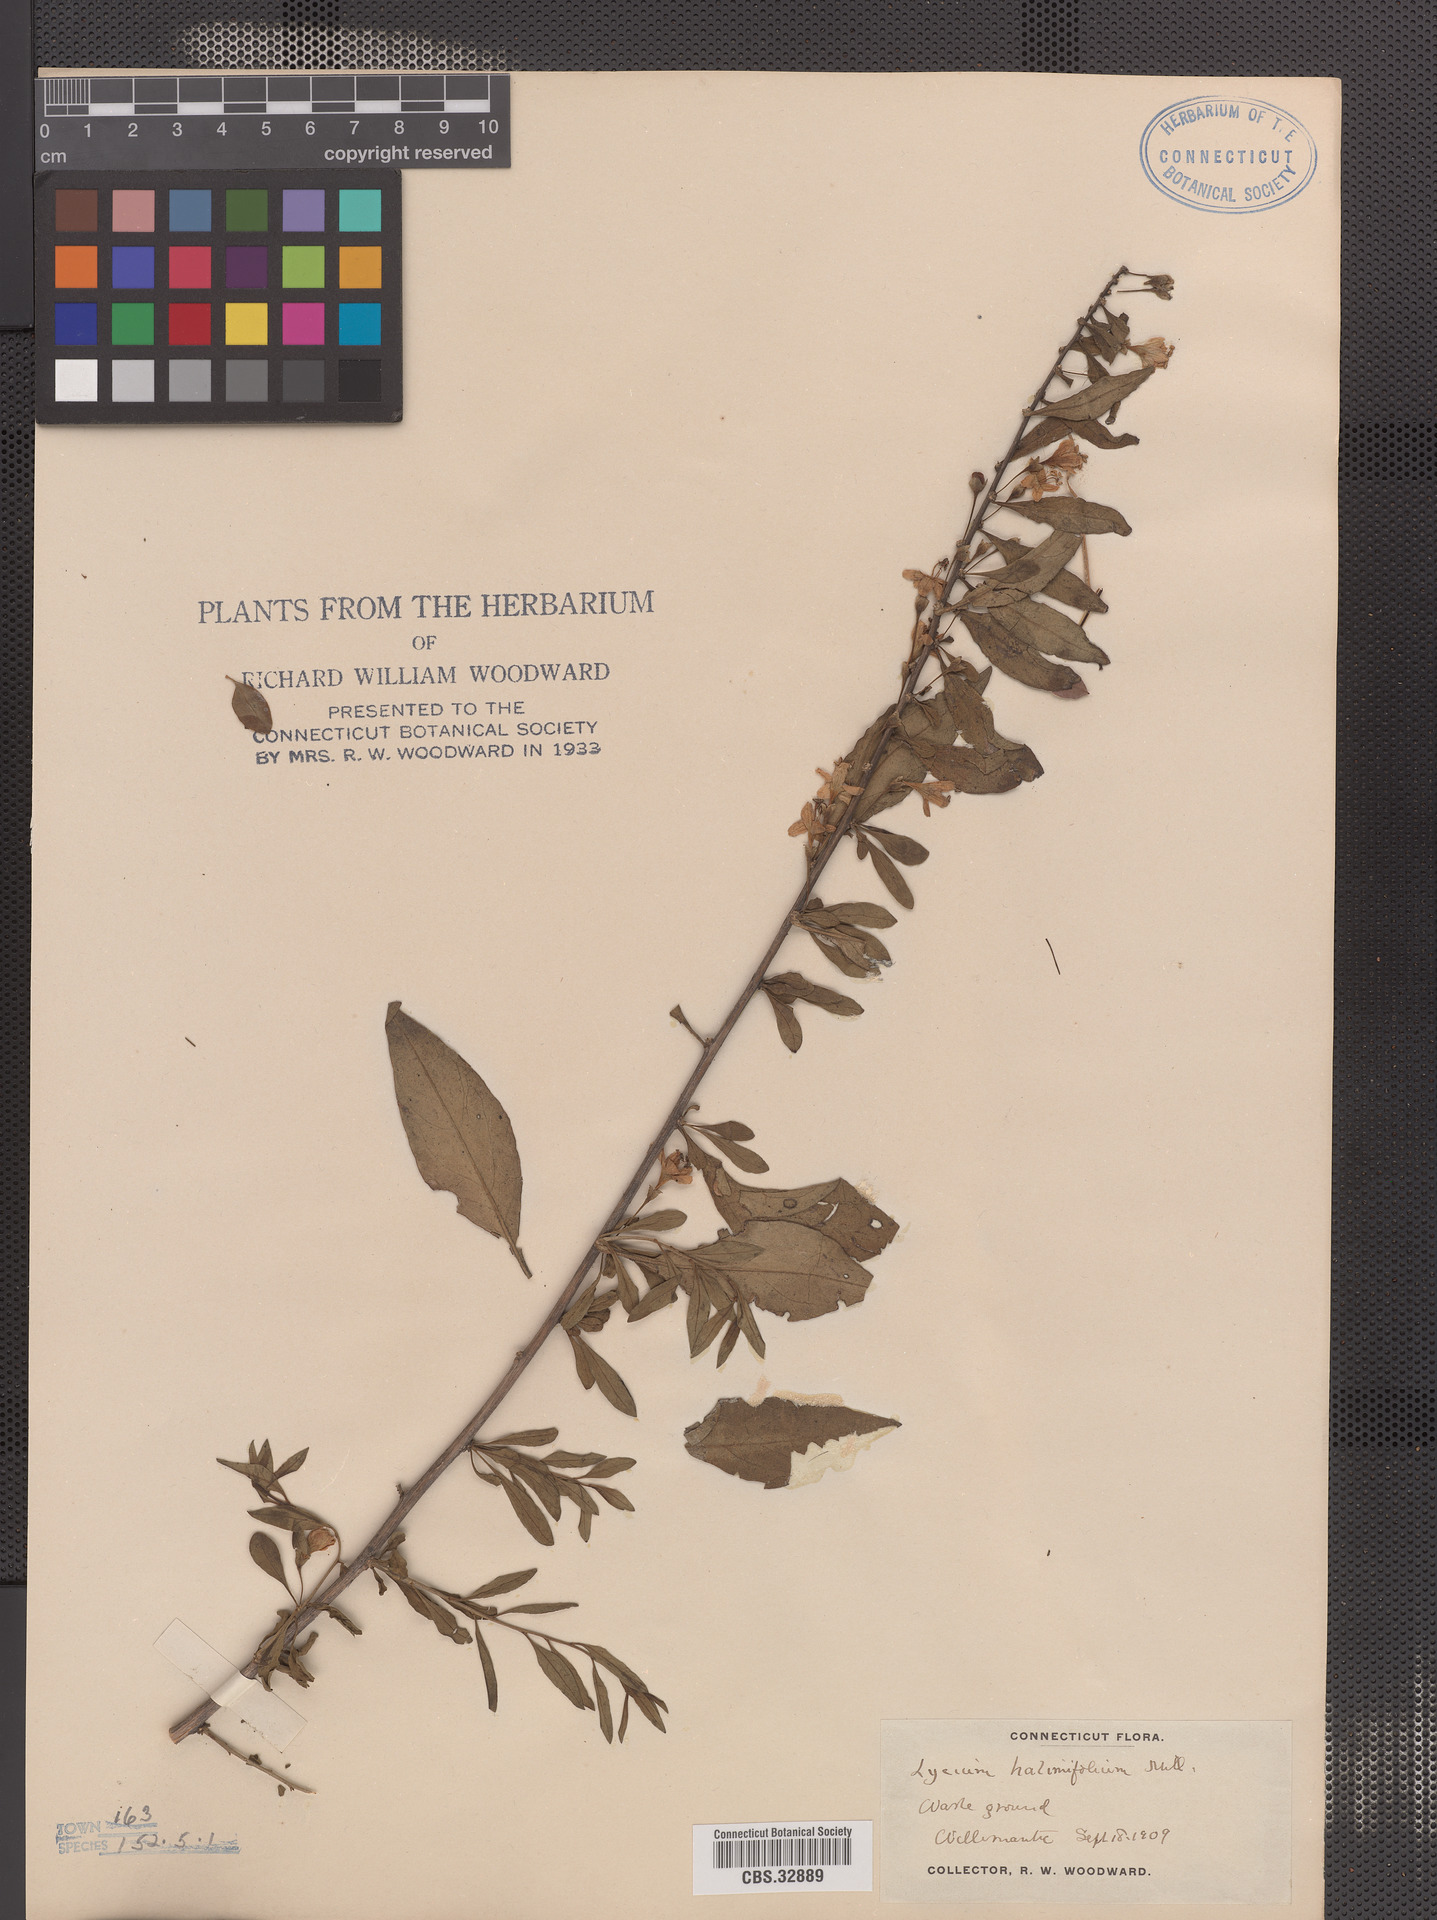 0 1 2 3 4 5 6 7 8 9 10
cm copyright reserved
HERBARIUM OF THE
CONNECTICUT
BOTANICAL SOCIETY
PLANTS FROM THE HERBARIUM
OF
RICHARD WILLIAM WOODWARD
PRESENTED TO THE
CONNECTICUT BOTANICAL SOCIETY
BY MRS. R. W. WOODWARD IN 1933
CONNECTICUT FLORA.
Lycium halimifolium Mill.
Waste ground
Willimantic Sept. 18. 1909
COLLECTOR, R. W. WOODWARD.
TOWN 163
SPECIES 152.5.1
Connecticut Botanical Society
CBS.32889